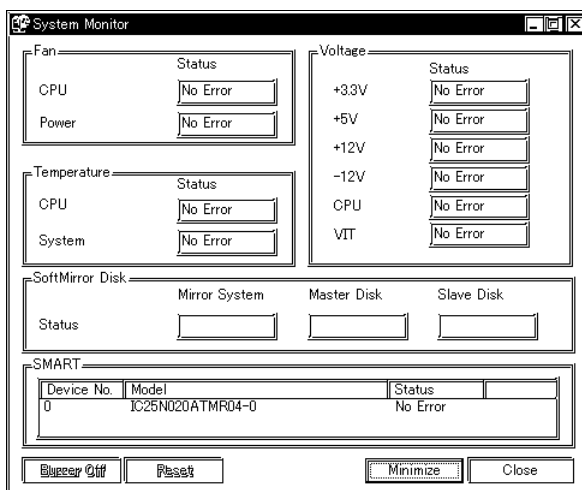 System Monitor
Fan
Status
CPU No Error
Power No Error
Temperature
Status
CPU No Error
System No Error
Voltage
Status
+3.3V No Error
+5V No Error
+12V No Error
-12V No Error
CPU No Error
VIT No Error
SoftMirror Disk
Mirror System Master Disk Slave Disk
Status
SMART
Device No. Model Status
0 IC25N020ATMR04-0 No Error
Buzzer Off Reset Minimize Close